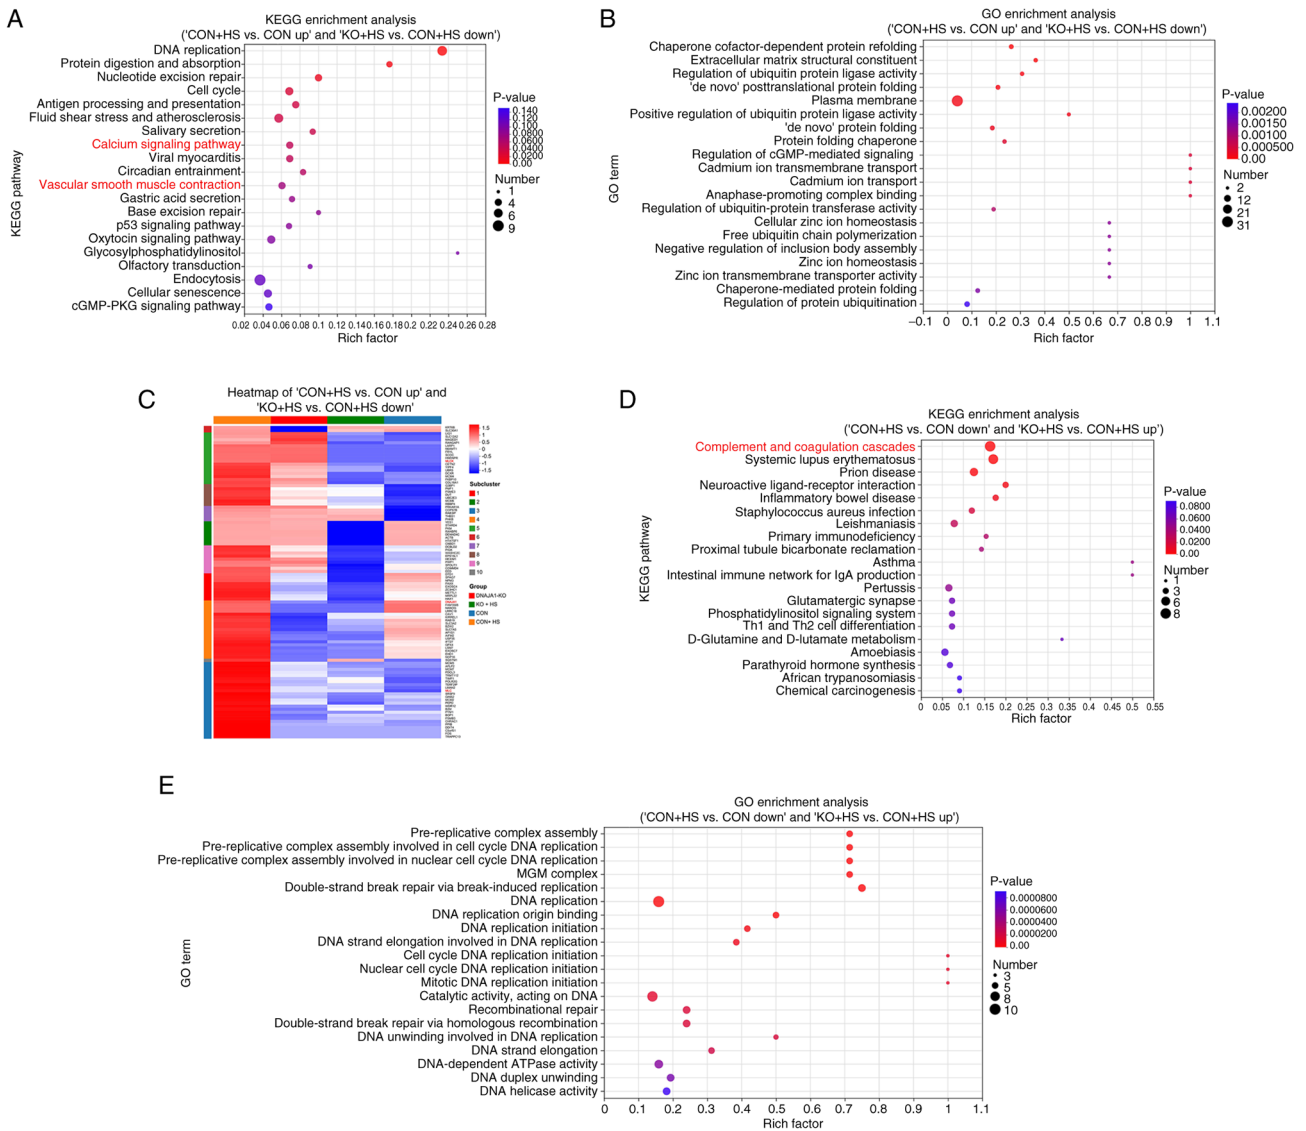 A
KEGG enrichment analysis
('CON+HS vs. CON up' and 'KO+HS vs. CON+HS down')
KEGG pathway
DNA replication
Protein digestion and absorption
Nucleotide excision repair
Cell cycle
Antigen processing and presentation
Fluid shear stress and atherosclerosis
Salivary secretion
Calcium signaling pathway
Viral myocarditis
Circadian entrainment
Vascular smooth muscle contraction
Gastric acid secretion
Base excision repair
p53 signaling pathway
Oxytocin signaling pathway
Glycosylphosphatidylinositol
Olfactory transduction
Endocytosis
Cellular senescence
cGMP-PKG signaling pathway
0.02 0.04 0.06 0.08 0.1 0.12 0.14 0.16 0.18 0.2 0.22 0.24 0.26 0.28
Rich factor
P-value
0.140
0.120
0.100
0.0800
0.0600
0.0400
0.0200
0.00
Number
1
4
6
9
B
GO enrichment analysis
('CON+HS vs. CON up' and 'KO+HS vs. CON+HS down')
GO term
Chaperone cofactor-dependent protein refolding
Extracellular matrix structural constituent
Regulation of ubiquitin protein ligase activity
'de novo' posttranslational protein folding
Plasma membrane
Positive regulation of ubiquitin protein ligase activity
'de novo' protein folding
Protein folding chaperone
Regulation of cGMP-mediated signaling
Cadmium ion transmembrane transport
Cadmium ion transport
Anaphase-promoting complex binding
Regulation of ubiquitin-protein transferase activity
Cellular zinc ion homeostasis
Free ubiquitin chain polymerization
Negative regulation of inclusion body assembly
Zinc ion homeostasis
Zinc ion transmembrane transporter activity
Chaperone-mediated protein folding
Regulation of protein ubiquitination
−0.1 0 0.1 0.2 0.3 0.4 0.5 0.6 0.7 0.8 0.9 1 1.1
Rich factor
P-value
0.00200
0.00150
0.00100
0.000500
0.00
Number
2
12
21
31
C
Heatmap of 'CON+HS vs. CON up' and
'KO+HS vs. CON+HS down'
1.5
1
0.5
0
-0.5
-1
-1.5
Subcluster
1
2
3
4
5
6
7
8
9
10
Group
DNAJA1-KO
KO + HS
CON
CON+ HS
D
KEGG enrichment analysis
('CON+HS vs. CON down' and 'KO+HS vs. CON+HS up')
KEGG pathway
Complement and coagulation cascades
Systemic lupus erythematosus
Prion disease
Neuroactive ligand-receptor interaction
Inflammatory bowel disease
Staphylococcus aureus infection
Leishmaniasis
Primary immunodeficiency
Proximal tubule bicarbonate reclamation
Asthma
Intestinal immune network for IgA production
Pertussis
Glutamatergic synapse
Phosphatidylinositol signaling system
Th1 and Th2 cell differentiation
D-Glutamine and D-lutamate metabolism
Amoebiasis
Parathyroid hormone synthesis
African trypanosomiasis
Chemical carcinogenesis
0 0.05 0.1 0.15 0.2 0.25 0.3 0.35 0.4 0.45 0.5 0.55
Rich factor
P-value
0.0800
0.0600
0.0400
0.0200
0.0000
Number
1
3
6
8
E
GO enrichment analysis
('CON+HS vs. CON down' and 'KO+HS vs. CON+HS up')
GO term
Pre-replicative complex assembly
Pre-replicative complex assembly involved in cell cycle DNA replication
Pre-replicative complex assembly involved in nuclear cell cycle DNA replication
MGM complex
Double-strand break repair via break-induced replication
DNA replication
DNA replication origin binding
DNA replication initiation
DNA strand elongation involved in DNA replication
Cell cycle DNA replication initiation
Nuclear cell cycle DNA replication initiation
Mitotic DNA replication initiation
Catalytic activity, acting on DNA
Recombinational repair
Double-strand break repair via homologous recombination
DNA unwinding involved in DNA replication
DNA strand elongation
DNA-dependent ATPase activity
DNA duplex unwinding
DNA helicase activity
0 0.1 0.2 0.3 0.4 0.5 0.6 0.7 0.8 0.9 1 1.1
Rich factor
P-value
0.0000800
0.0000600
0.0000400
0.0000200
0.00
Number
3
5
8
10